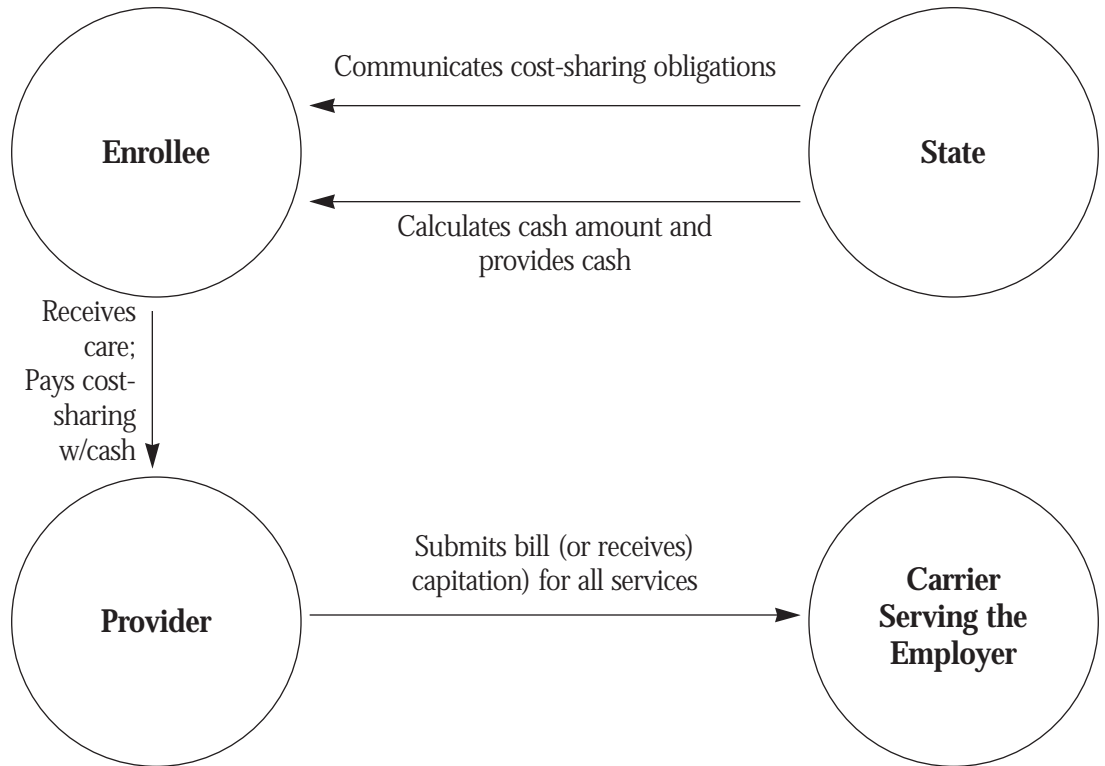 Communicates cost-sharing obligations
Enrollee
State
Calculates cash amount and
provides cash
Receives
care;
Pays cost-
sharing
w/cash
Submits bill (or receives)
capitation) for all services
Provider
Carrier
Serving the
Employer